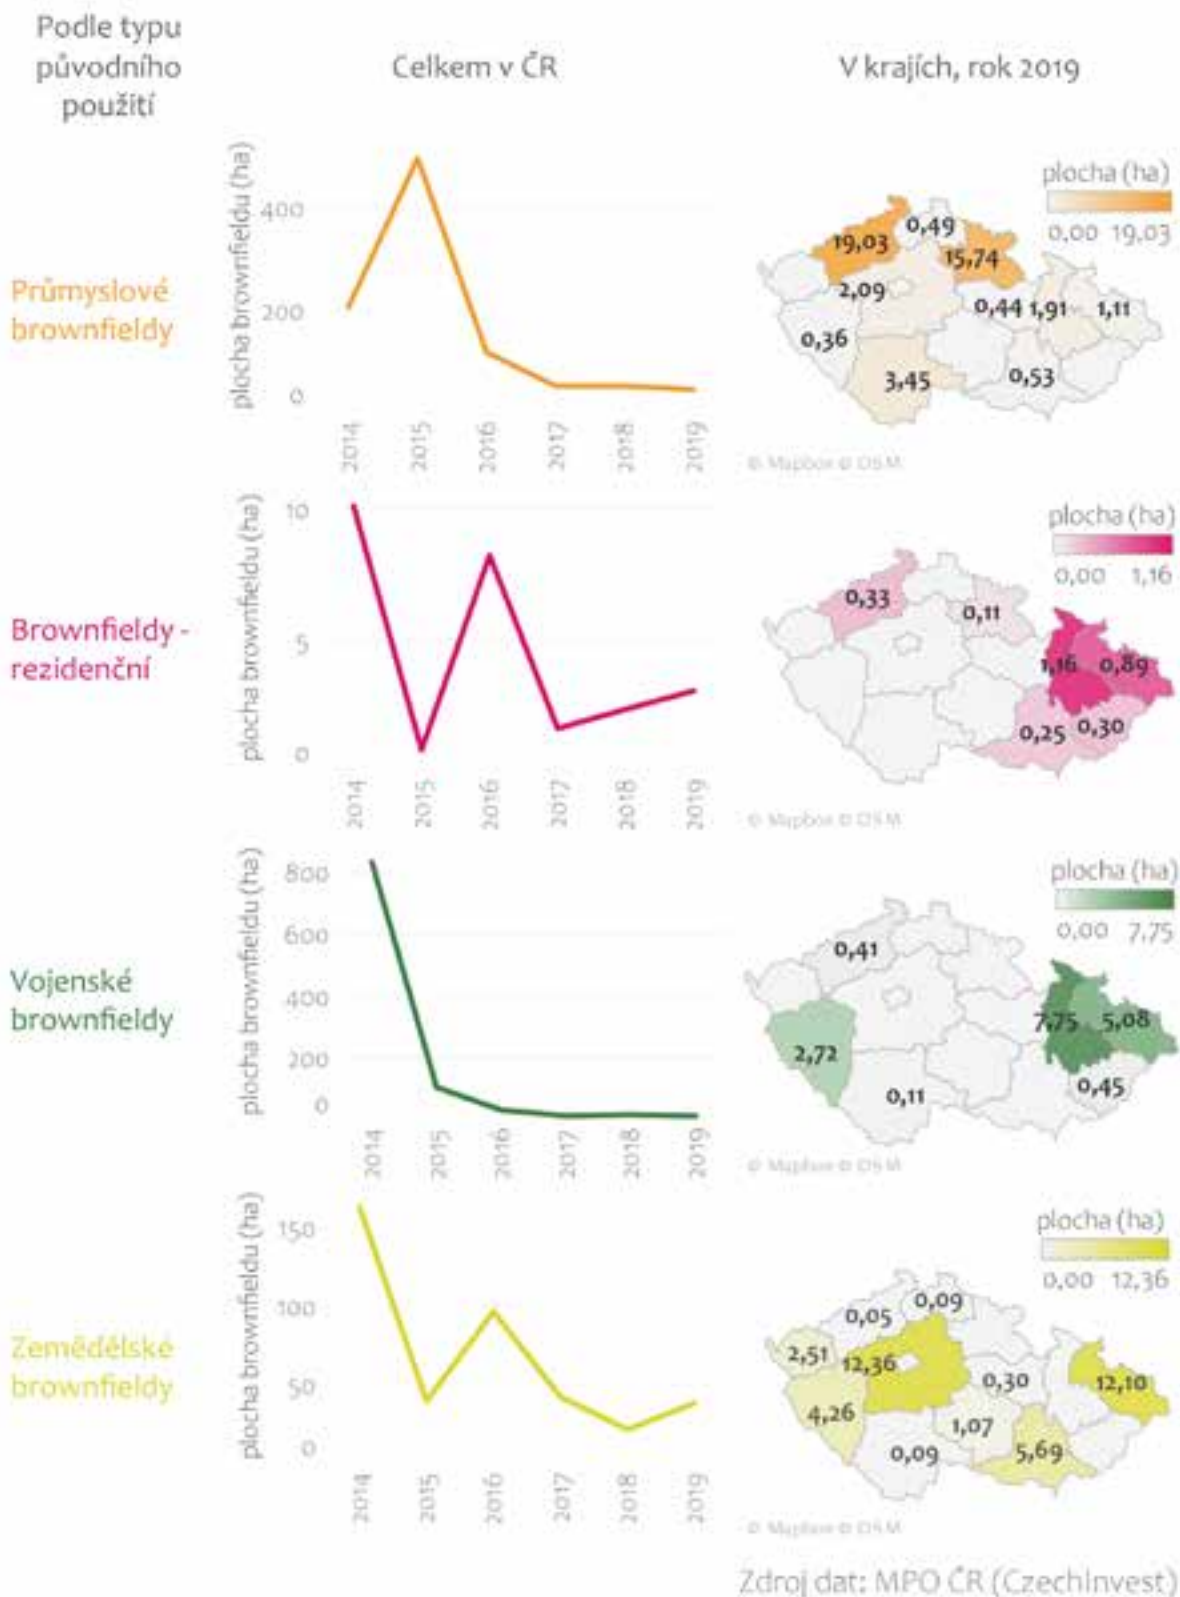 Podle typu
původního
použití
Celkem v ČR
V krajích, rok 2019
Průmyslové
brownfieldy
plocha brownfieldu (ha)
400
200
0
2014
2015
2016
2017
2018
2019
plocha (ha)
0,00 19,03
19,03
0,49
15,74
2,09
0,44
1,91
1,11
0,36
3,45
0,53
© Mapbox © OSM
Brownfieldy -
rezidenční
plocha brownfieldu (ha)
10
5
0
2014
2015
2016
2017
2018
2019
plocha (ha)
0,00 1,16
0,33
0,11
1,16
0,89
0,25
0,30
© Mapbox © OSM
Vojenské
brownfieldy
plocha brownfieldu (ha)
800
600
400
200
0
2014
2015
2016
2017
2018
2019
plocha (ha)
0,00 7,75
0,41
7,75
5,08
2,72
0,11
0,45
© Mapbox © OSM
Zemědělské
brownfieldy
plocha brownfieldu (ha)
150
100
50
0
2014
2015
2016
2017
2018
2019
plocha (ha)
0,00 12,36
0,05
0,09
2,51
12,36
0,30
12,10
4,26
1,07
0,09
5,69
© Mapbox © OSM
Zdroj dat: MPO ČR (CzechInvest)